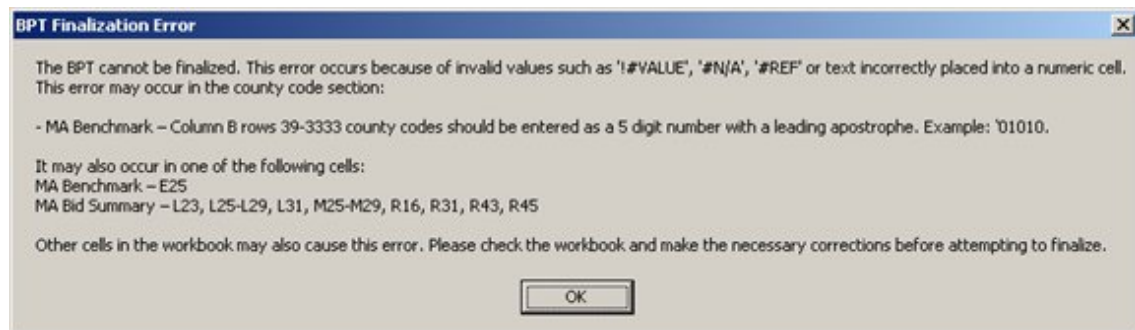 BPT Finalization Error
The BPT cannot be finalized. This error occurs because of invalid values such as '!#VALUE', '#N/A', '#REF' or text incorrectly placed into a numeric cell.
This error may occur in the county code section:
- MA Benchmark – Column B rows 39-3333 county codes should be entered as a 5 digit number with a leading apostrophe. Example: '01010.
It may also occur in one of the following cells:
MA Benchmark – E25
MA Bid Summary – L23, L25-L29, L31, M25-M29, R16, R31, R43, R45
Other cells in the workbook may also cause this error. Please check the workbook and make the necessary corrections before attempting to finalize.
OK